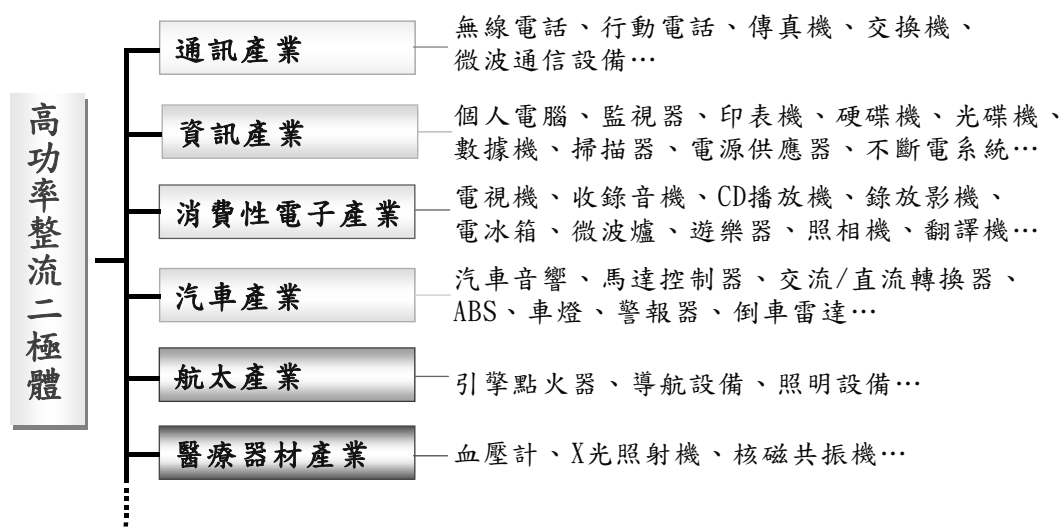 高功率整流二極體
通訊產業
無線電話、行動電話、傳真機、交換機、
微波通信設備…
資訊產業
個人電腦、監視器、印表機、硬碟機、光碟機、
數據機、掃描器、電源供應器、不斷電系統…
消費性電子產業
電視機、收錄音機、CD播放機、錄放影機、
電冰箱、微波爐、遊樂器、照相機、翻譯機…
汽車產業
汽車音響、馬達控制器、交流/直流轉換器、
ABS、車燈、警報器、倒車雷達…
航太產業
引擎點火器、導航設備、照明設備…
醫療器材產業
血壓計、X光照射機、核磁共振機…